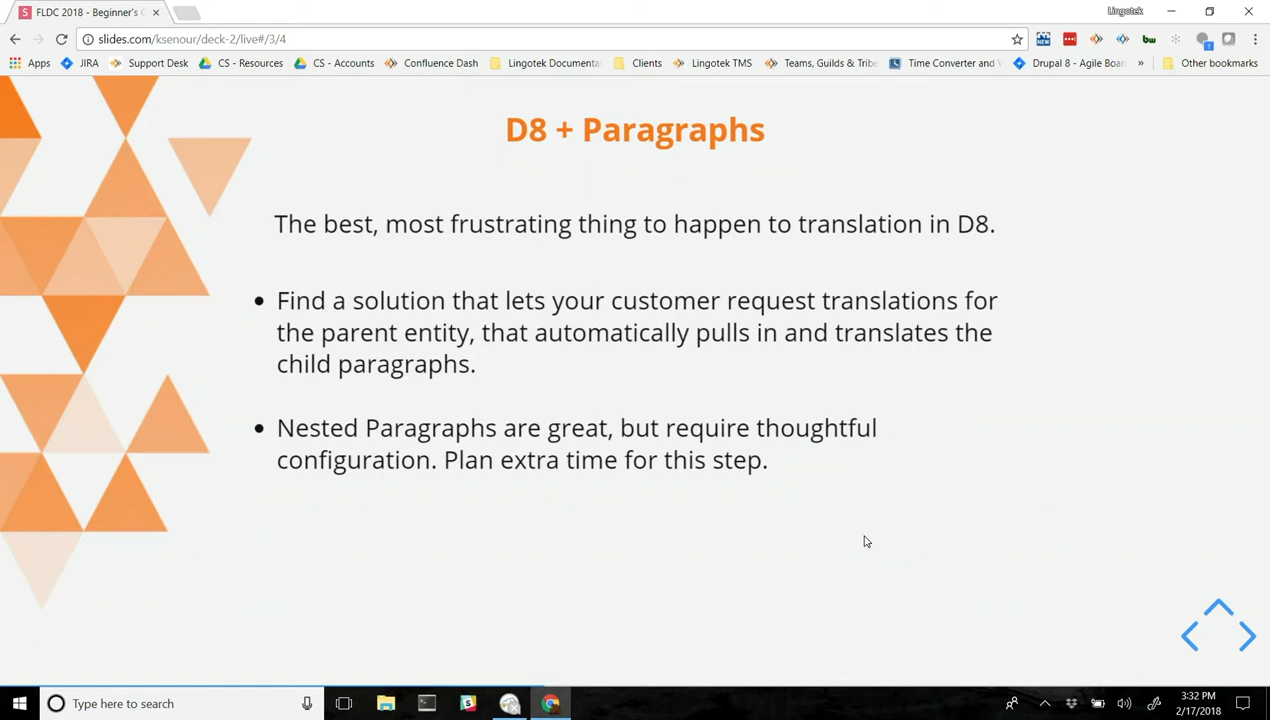 FLDC 2018 - Beginner's
Lingotek
slides.com/ksenour/deck-2/live#/3/4
NEW
bw
Apps
JIRA
Support Desk
CS - Resources
CS - Accounts
Confluence Dash
Lingotek Documenta
Clients
Lingotek TMS
Teams, Guilds & Tribe
Time Converter and
Drupal 8 - Agile Boar
»
Other bookmarks
D8 + Paragraphs
The best, most frustrating thing to happen to translation in D8.
• Find a solution that lets your customer request translations for
the parent entity, that automatically pulls in and translates the
child paragraphs.
• Nested Paragraphs are great, but require thoughtful
configuration. Plan extra time for this step.
Type here to search
3:32 PM
2/17/2018